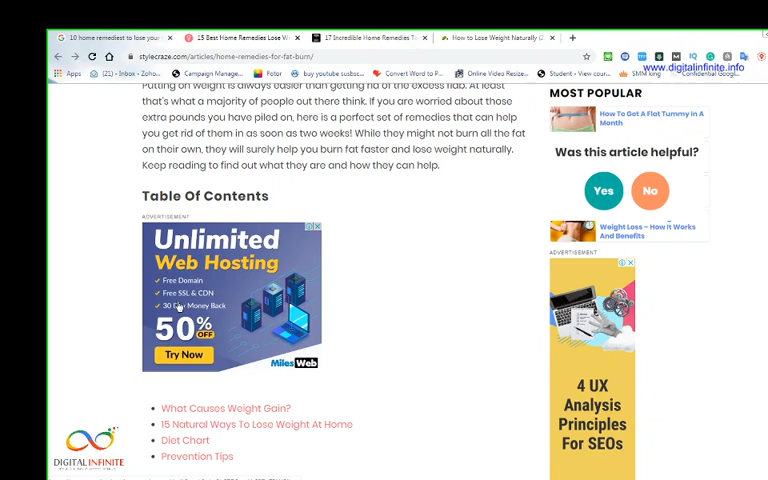 10 home remediest to lose your
15 Best Home Remedies Lose W
17 Incredible Home Remedies T
How to Lose Weight Naturally (
stylecraze.com/articles/home-remedies-for-fat-burn/
www.digitalinfinite.info
Apps
(21) - Inbox - Zoho...
Campaign Manage...
Fotor
buy youtube subsc...
Convert Word to P...
Online Video Resize...
Student - View cour...
SMM king
Confidential Googl...
Putting on weight is always easier than getting rid of the excess flab. At least
that's what a majority of people out there think. If you are worried about those
extra pounds you have piled on, here is a perfect set of remedies that can help
you get rid of them in as soon as two weeks! While they might not burn all the fat
on their own, they will surely help you burn fat faster and lose weight naturally.
Keep reading to find out what they are and how they can help.
Table Of Contents
ADVERTISEMENT
Unlimited
Web Hosting
Free Domain
Free SSL & CDN
30 Day Money Back
50% OFF
Try Now
MilesWeb
What Causes Weight Gain?
15 Natural Ways To Lose Weight At Home
Diet Chart
Prevention Tips
DIGITAL INFINITE
MOST POPULAR
How To Get A Flat Tummy In A
Month
Was this article helpful?
Yes
No
Weight Loss – How It Works
And Benefits
ADVERTISEMENT
4 UX
Analysis
Principles
For SEOs